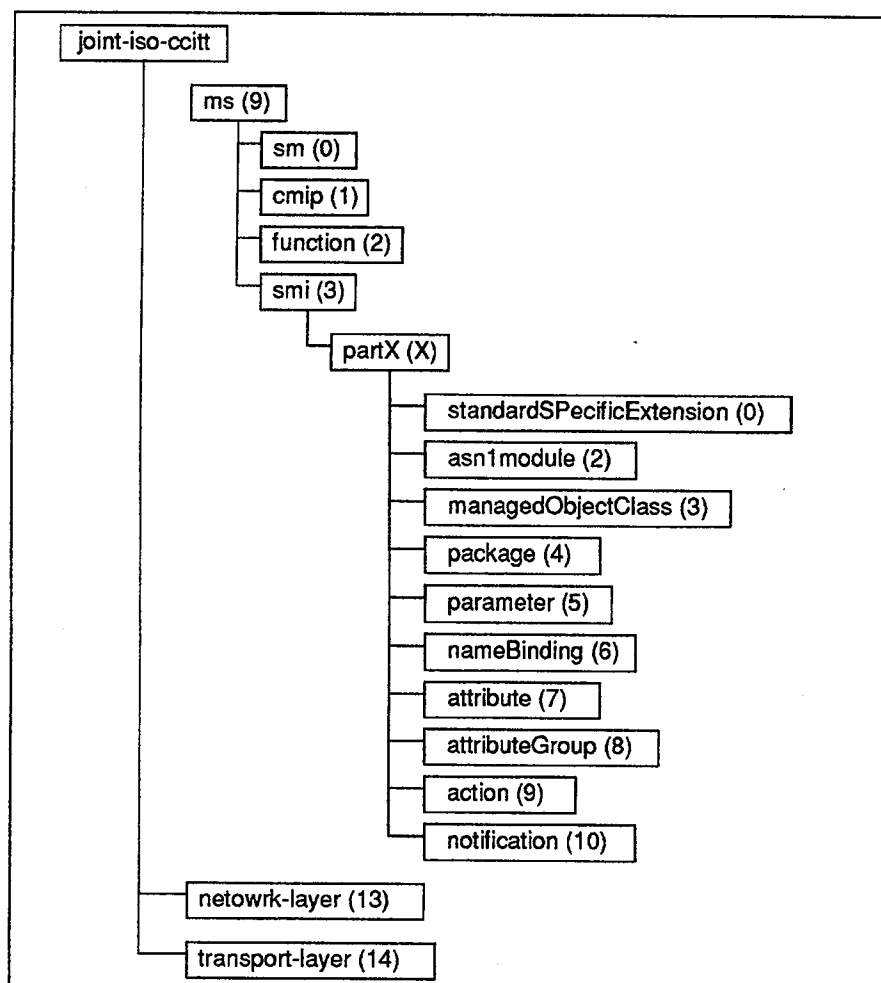 joint-iso-ccitt
ms (9)
sm (0)
cmip (1)
function (2)
smi (3)
partX (X)
standardSPecificExtension (0)
asn1module (2)
managedObjectClass (3)
package (4)
parameter (5)
nameBinding (6)
attribute (7)
attributeGroup (8)
action (9)
notification (10)
netowrk-layer (13)
transport-layer (14)